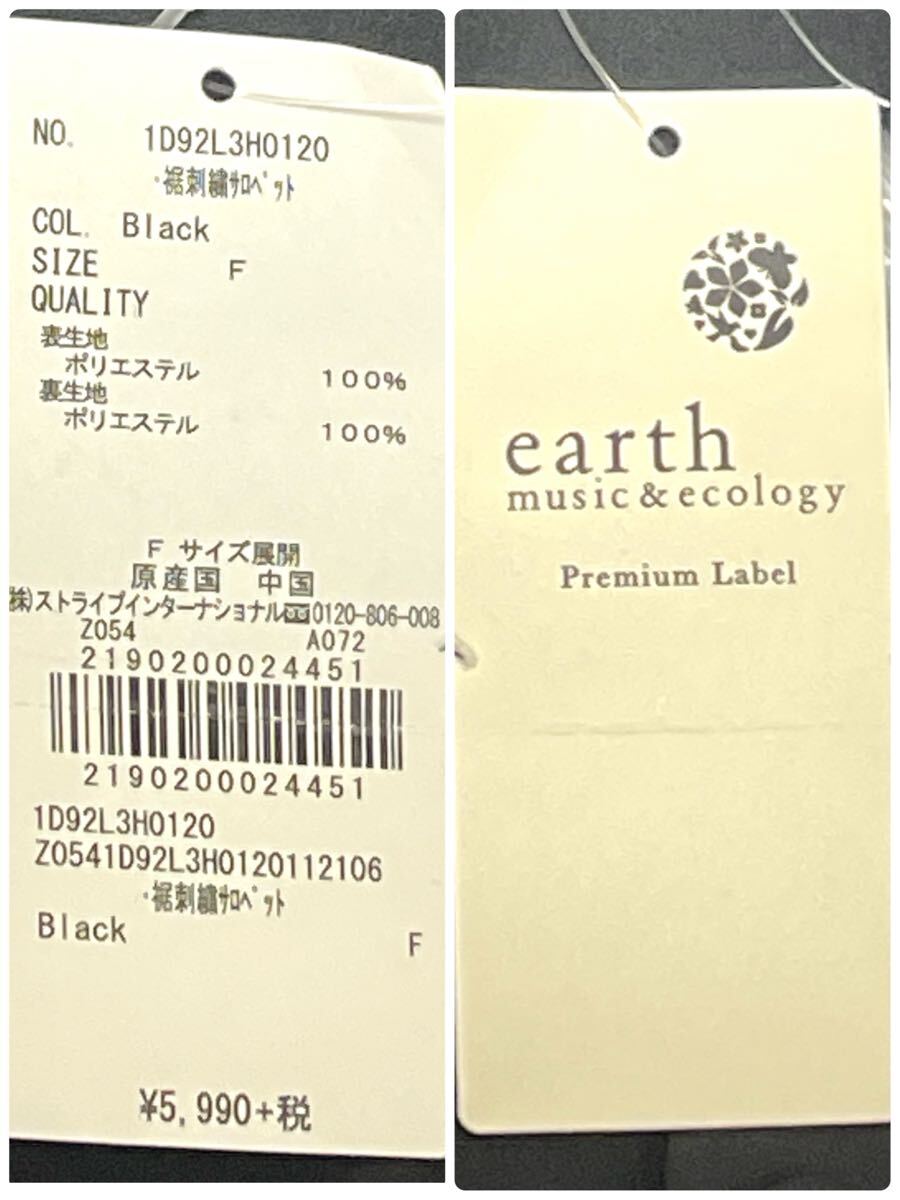 NO. 1D92L3H0120
・裾刺繍サロペット
COL. Black
SIZE F
QUALITY
表生地
ポリエステル 100%
裏生地
ポリエステル 100%
F サイズ展開
原産国 中国
(株)ストライプインターナショナル 0120-806-008
Z054 A072
2190200024451
2190200024451
1D92L3H0120
Z0541D92L3H0120112106
・裾刺繍サロペット
Black F
¥5,990+税
earth
music&ecology
Premium Label